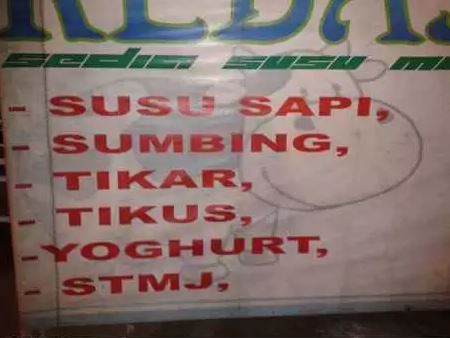 SEDIA SUSU
- SUSU SAPI,
- SUMBING,
- TIKAR,
- TIKUS,
- YOGHURT,
- STMJ,